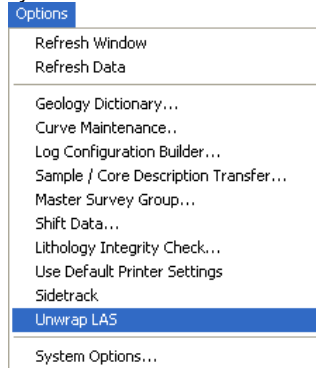 Options
Refresh Window
Refresh Data
Geology Dictionary...
Curve Maintenance..
Log Configuration Builder...
Sample / Core Description Transfer...
Master Survey Group...
Shift Data...
Lithology Integrity Check...
Use Default Printer Settings
Sidetrack
Unwrap LAS
System Options...